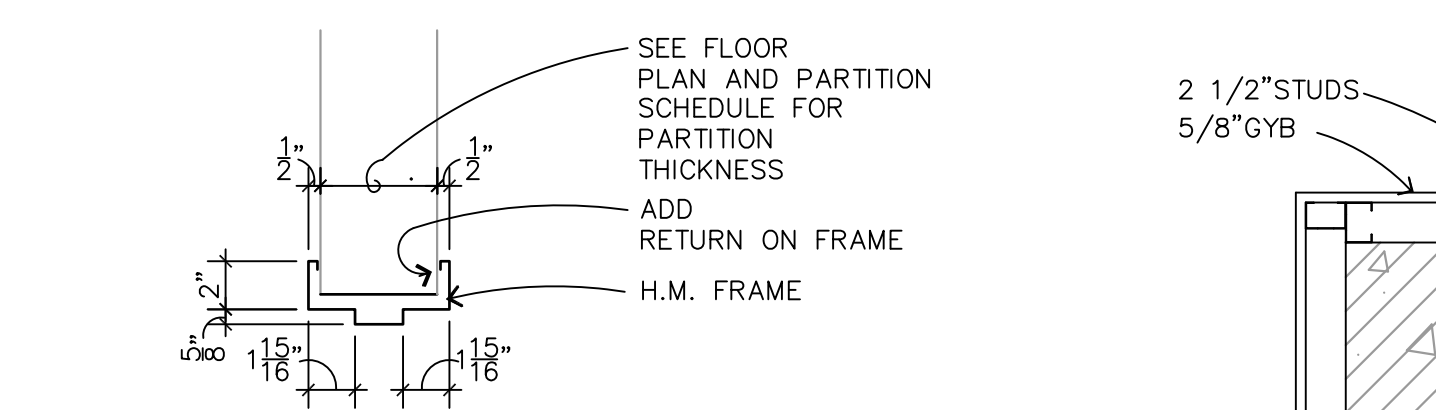 SEE FLOOR
PLAN AND PARTITION
SCHEDULE FOR
PARTITION
THICKNESS
1/2”
1/2”
ADD
RETURN ON FRAME
H.M. FRAME
2”
5/8”
1 15/16”
1 15/16”
2 1/2”STUDS
5/8”GYB